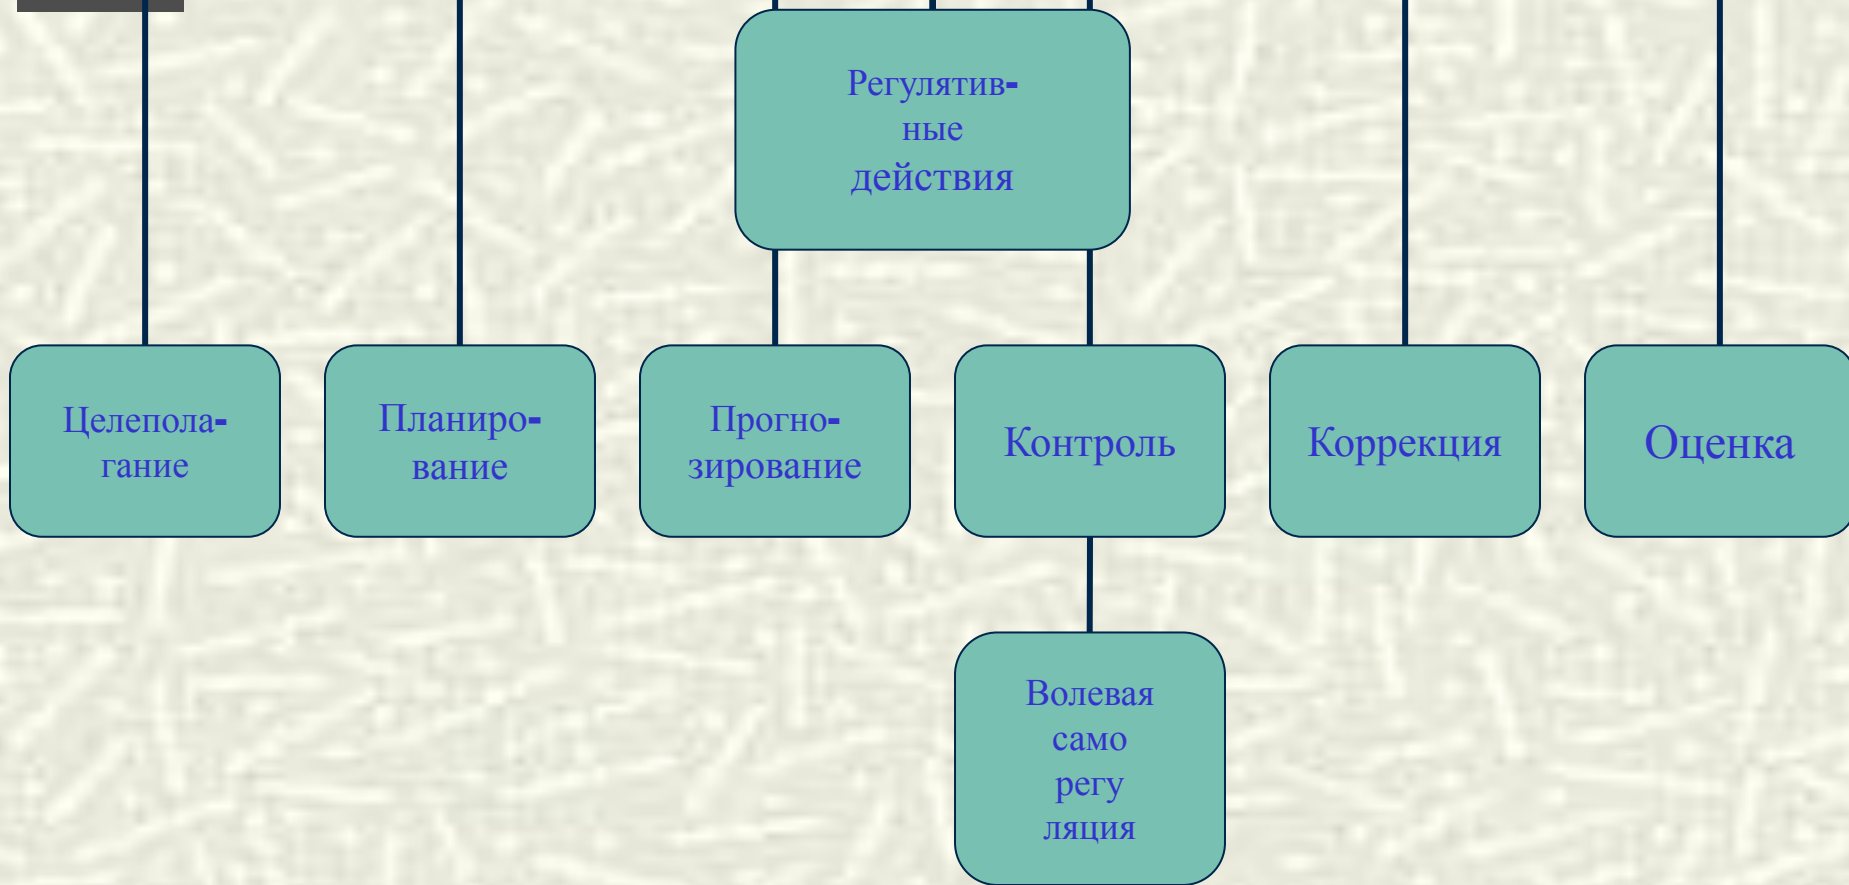 Регулятив-
ные
действия
Целепола-
гание
Планиро-
вание
Прогно-
зирование
Контроль
Коррекция
Оценка
Волевая
само
регу
ляция